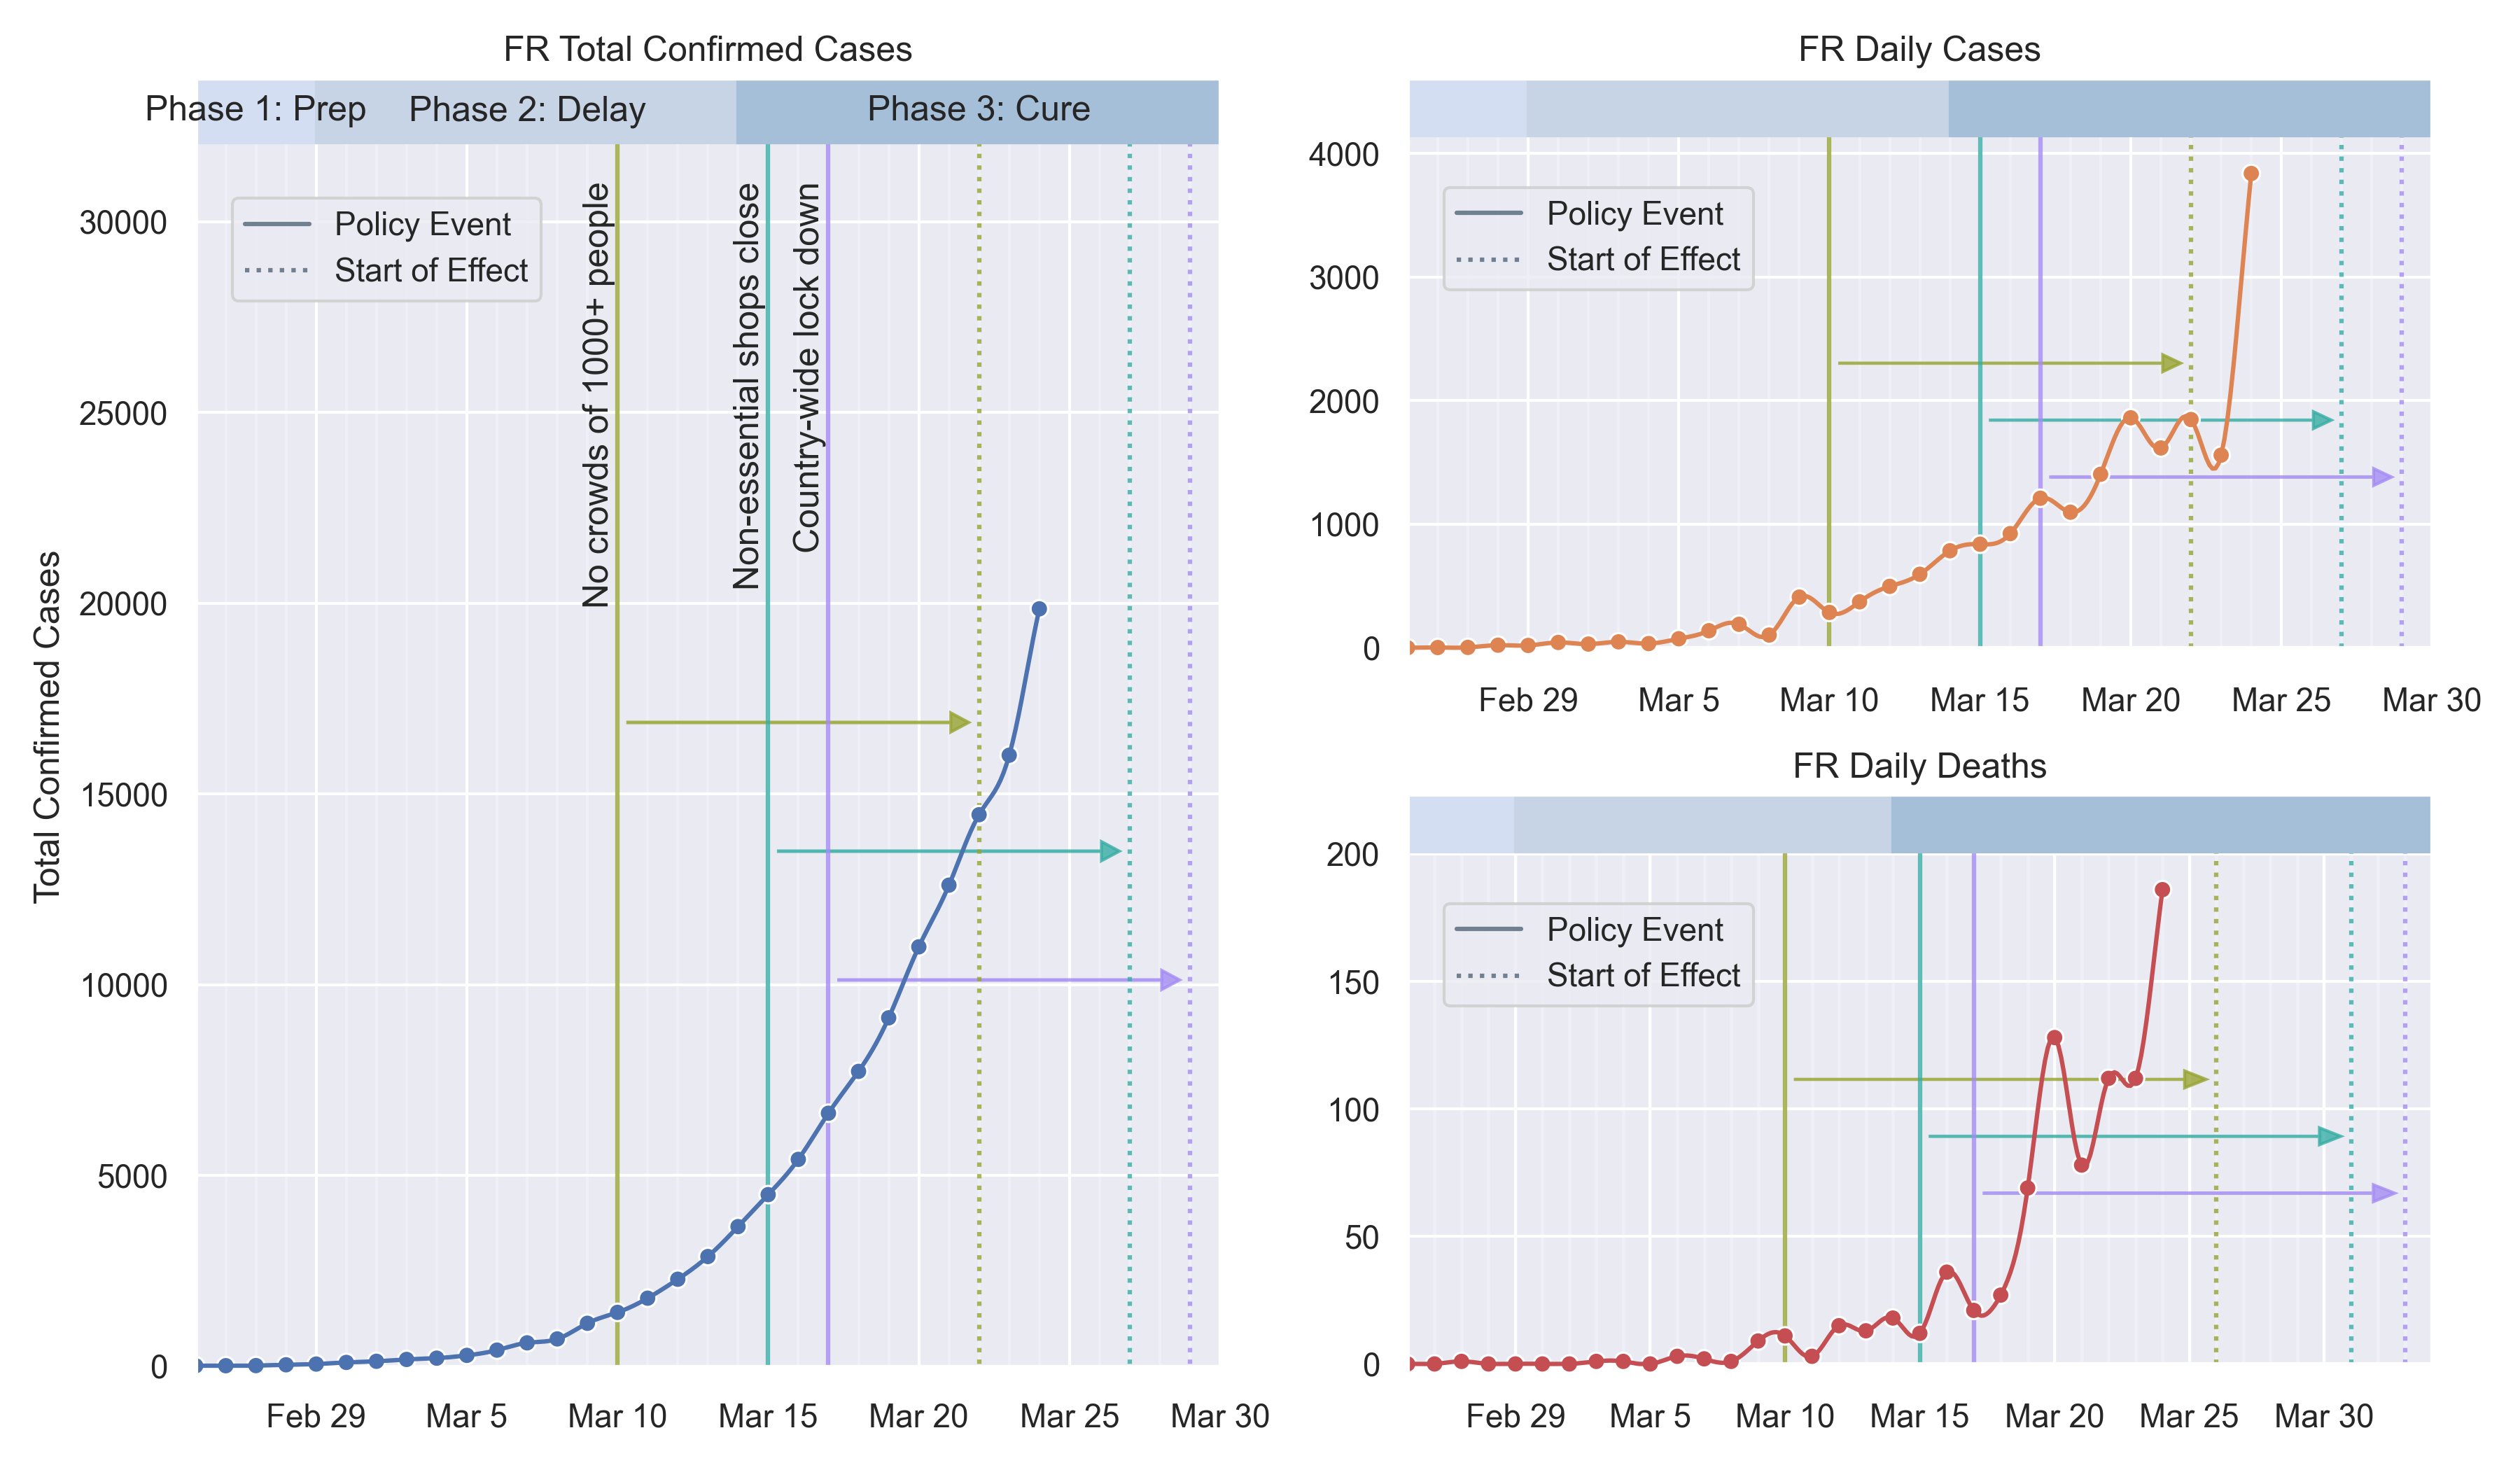 FR Total Confirmed Cases
Phase 1: Prep
Phase 2: Delay
Phase 3: Cure
Policy Event
Start of Effect
No crowds of 1000+ people
Non-essential shops close
Country-wide lock down
Total Confirmed Cases
30000
25000
20000
15000
10000
5000
0
Feb 29
Mar 5
Mar 10
Mar 15
Mar 20
Mar 25
Mar 30
FR Daily Cases
Policy Event
Start of Effect
4000
3000
2000
1000
0
Feb 29
Mar 5
Mar 10
Mar 15
Mar 20
Mar 25
Mar 30
FR Daily Deaths
Policy Event
Start of Effect
200
150
100
50
0
Feb 29
Mar 5
Mar 10
Mar 15
Mar 20
Mar 25
Mar 30